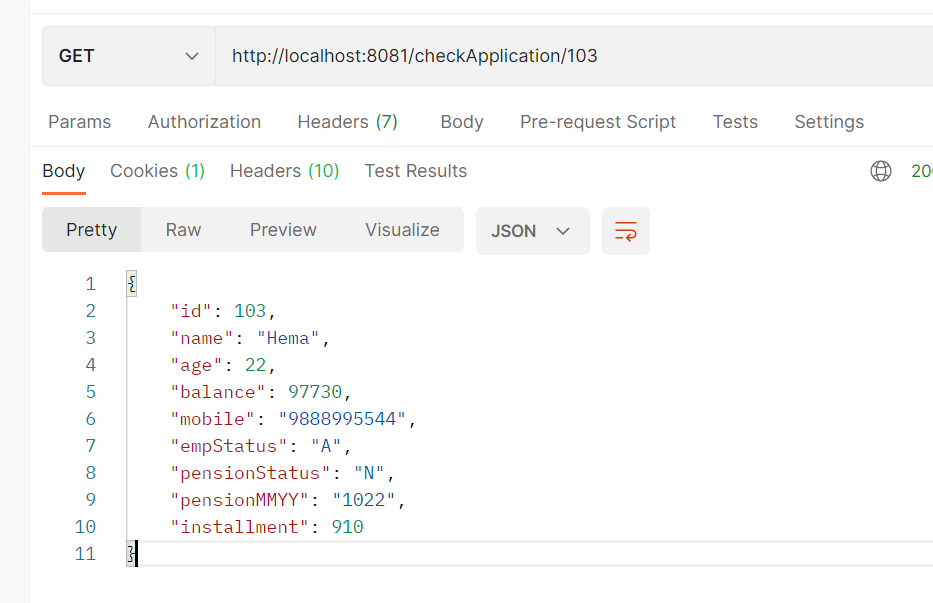 GET http://localhost:8081/checkApplication/103
Params Authorization Headers (7) Body Pre-request Script Tests Settings
Body Cookies (1) Headers (10) Test Results 200
Pretty Raw Preview Visualize JSON
1 {
2 "id": 103,
3 "name": "Hema",
4 "age": 22,
5 "balance": 97730,
6 "mobile": "9888995544",
7 "empStatus": "A",
8 "pensionStatus": "N",
9 "pensionMMYY": "1022",
10 "installment": 910
11 }